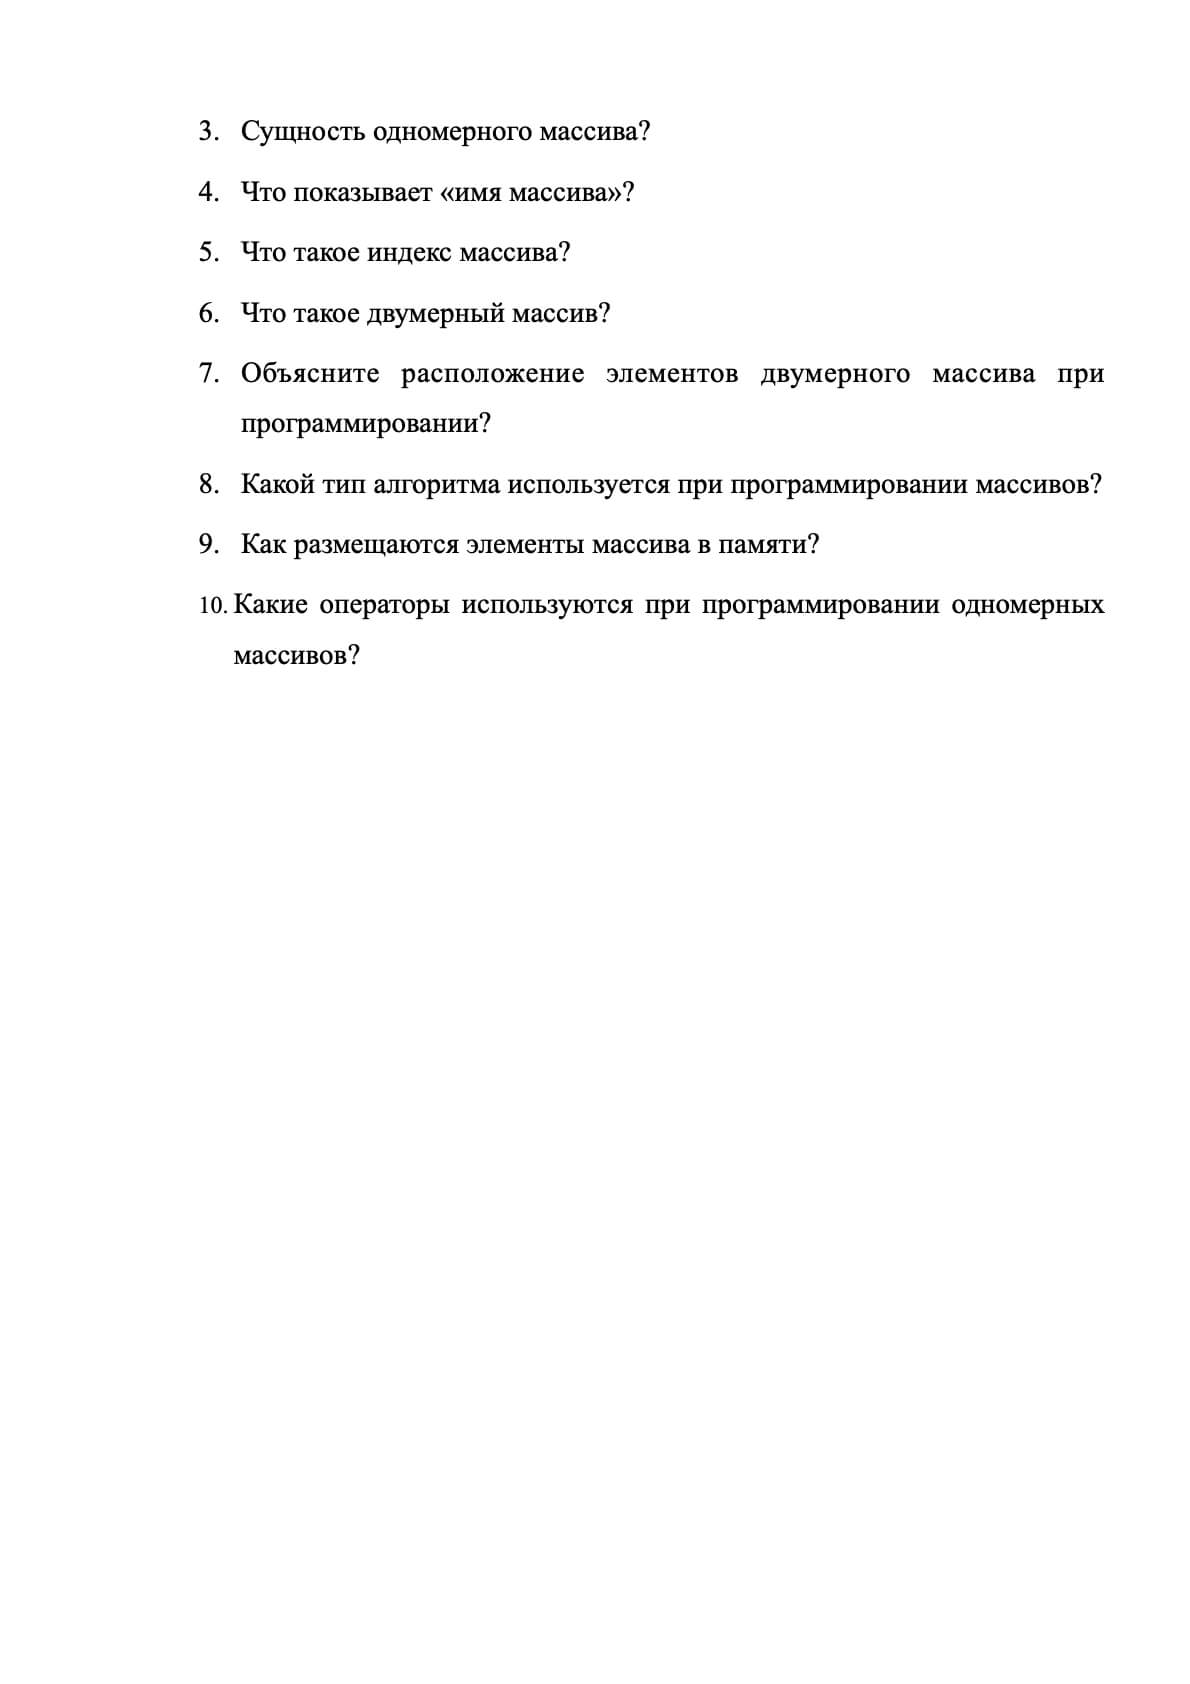 3. Сущность одномерного массива?
4. Что показывает «имя массива»?
5. Что такое индекс массива?
6. Что такое двумерный массив?
7. Объясните расположение элементов двумерного массива при
программировании?
8. Какой тип алгоритма используется при программировании массивов?
9. Как размещаются элементы массива в памяти?
10. Какие операторы используются при программировании одномерных
массивов?